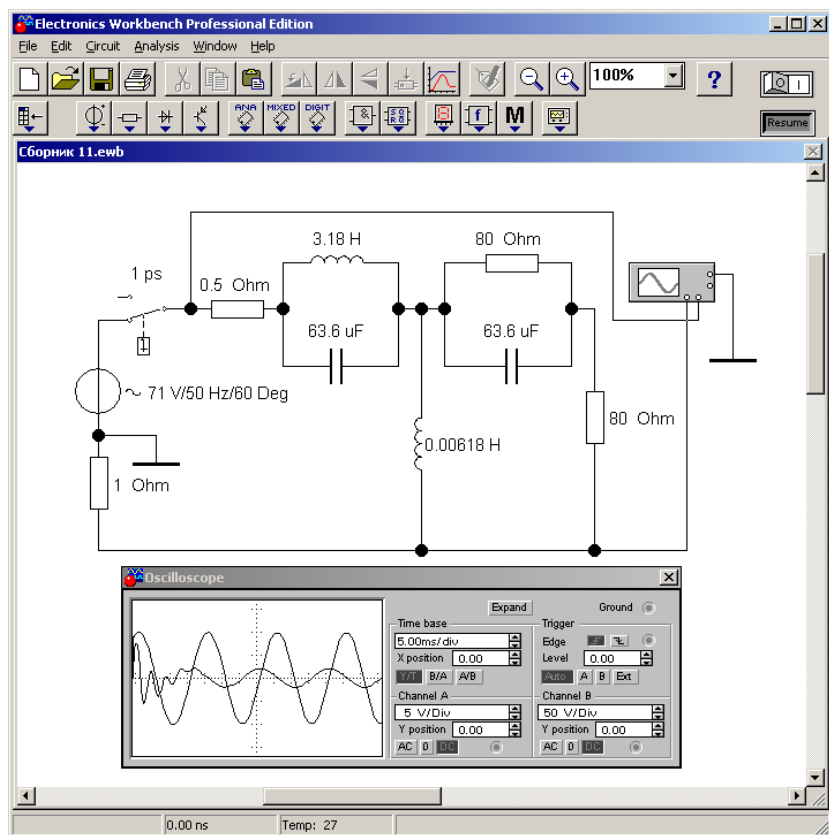 Electronics Workbench Professional Edition
File Edit Circuit Analysis Window Help
100%
?
ANA MIXED DIGIT
&
f
M
Resume
Сборник 11.ewb
3.18 H
80 Ohm
1 ps
0.5 Ohm
63.6 uF
63.6 uF
71 V/50 Hz/60 Deg
0.00618 H
80 Ohm
1 Ohm
Oscilloscope
Expand
Ground
Time base
5.00ms/div
X position 0.00
Y/T B/A A/B
Trigger
Edge
Level 0.00
Auto A B Ext
Channel A
5 V/Div
Y position 0.00
AC 0 DC
Channel B
50 V/Div
Y position 0.00
AC 0 DC
0.00 ns
Temp: 27